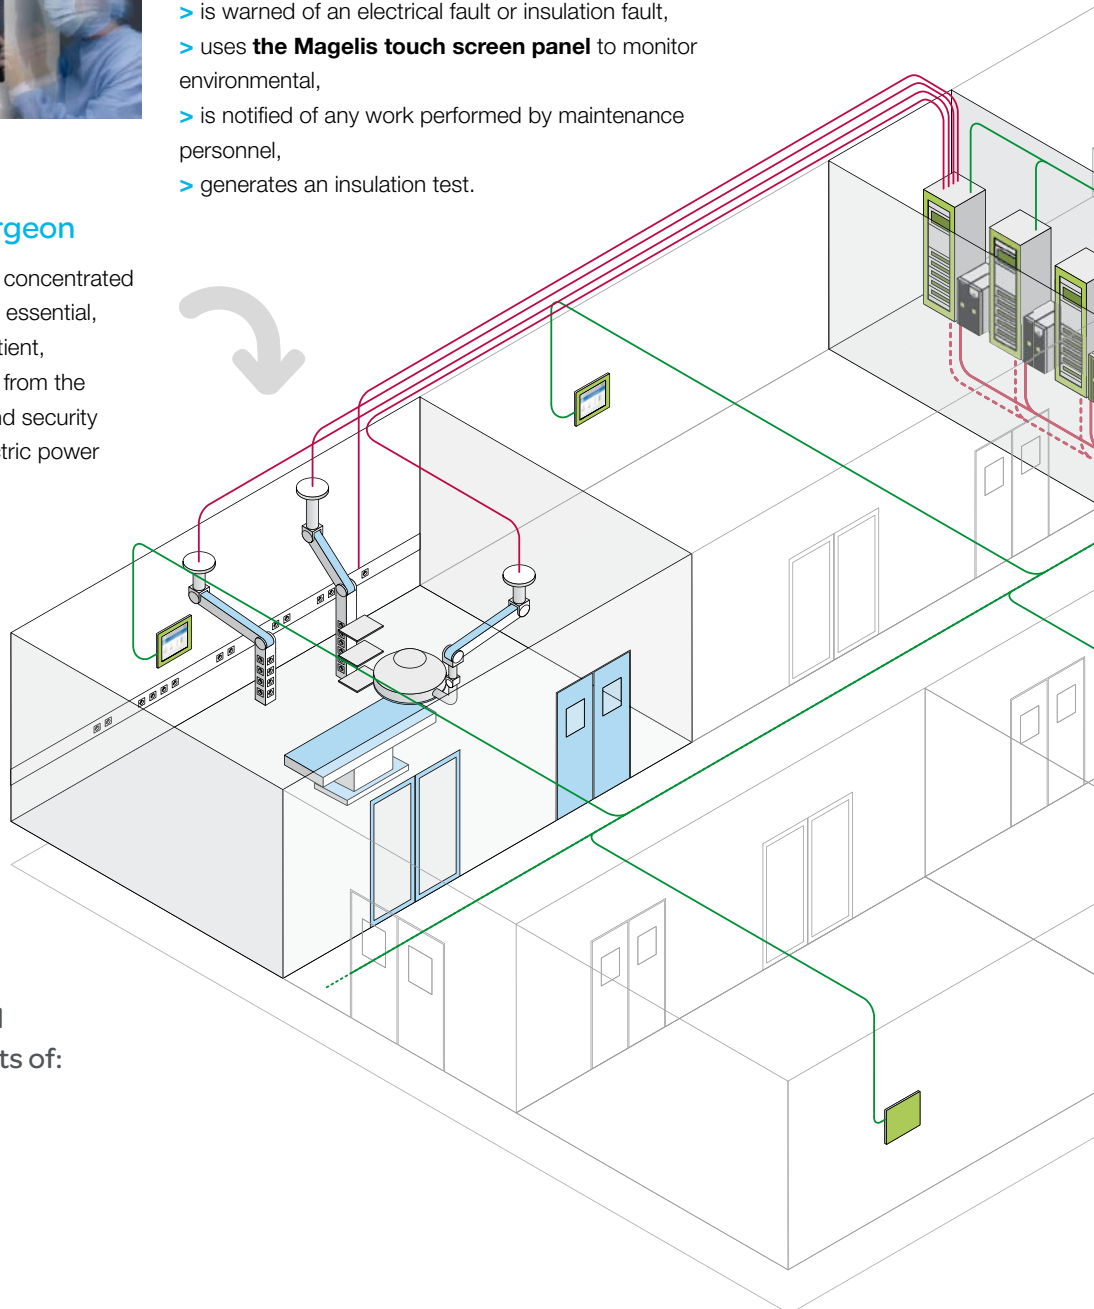 > is warned of an electrical fault or insulation fault,
> uses the Magelis touch screen panel to monitor
environmental,
> is notified of any work performed by maintenance
personnel,
> generates an insulation test.
rgeon
concentrated
essential,
tient,
from the
nd security
tric power
ts of: